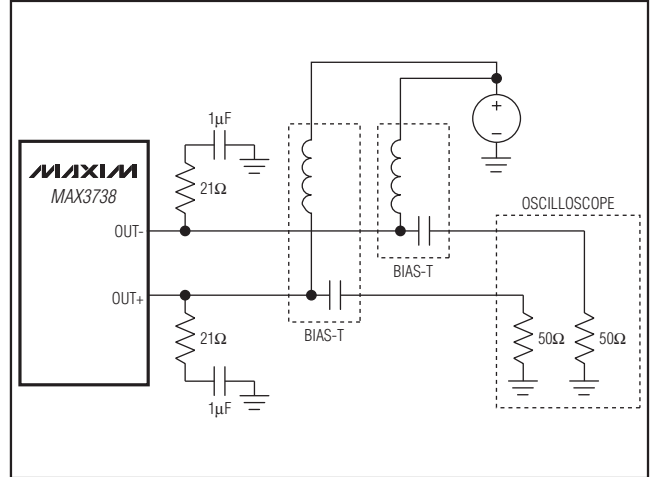 1μF
+
−
MAXIM
MAX3738
21Ω
OSCILLOSCOPE
OUT-
BIAS-T
OUT+
BIAS-T
21Ω
50Ω
50Ω
1μF